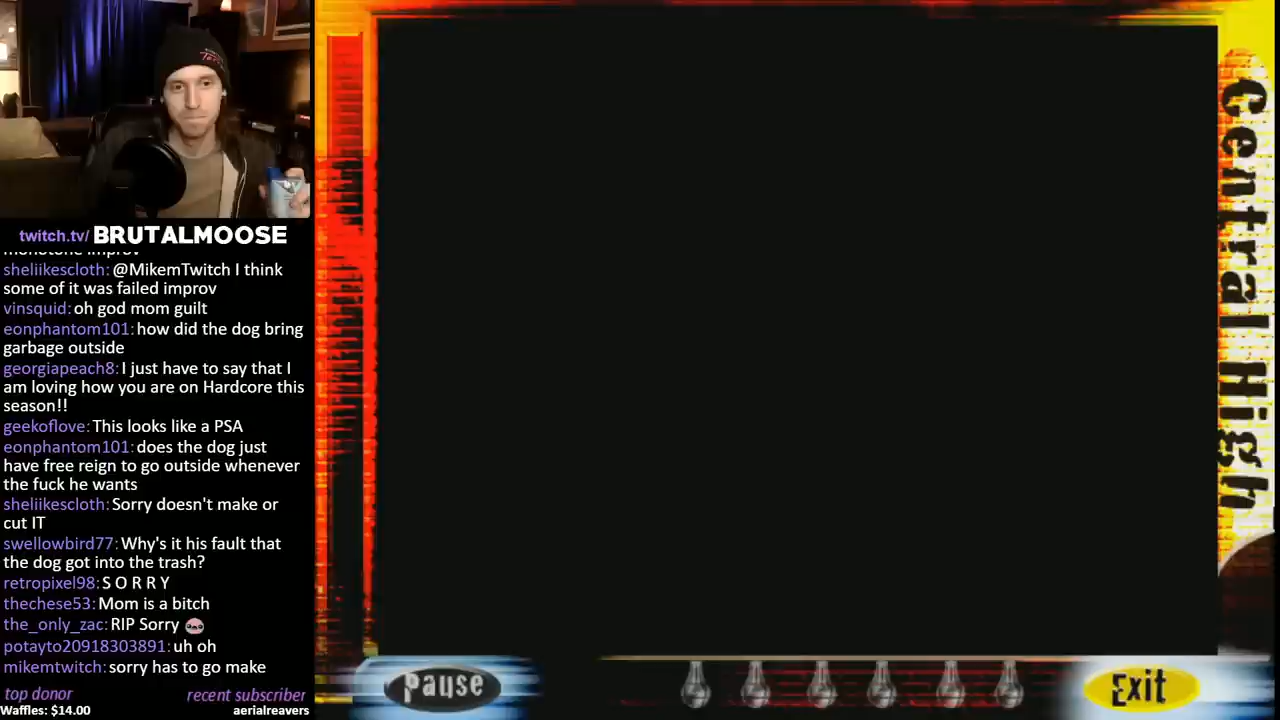 twitch.tv/ BRUTALMOOSE
sheliikescloth: @MikemTwitch I think
some of it was failed improv
vinsquid: oh god mom guilt
eonphantom101: how did the dog bring
garbage outside
georgiapeach8: I just have to say that I
am loving how you are on Hardcore this
season!!
geekoflove: This looks like a PSA
eonphantom101: does the dog just
have free reign to go outside whenever
the fuck he wants
sheliikescloth: Sorry doesn't make or
cut IT
swellowbird77: Why's it his fault that
the dog got into the trash?
retropixel98: S O R R Y
thechese53: Mom is a bitch
the_only_zac: RIP Sorry
potayto20918303891: uh oh
mikemtwitch: sorry has to go make
top donor
Waffles: $14.00
recent subscriber
aerialreavers
Central High
Pause
Exit